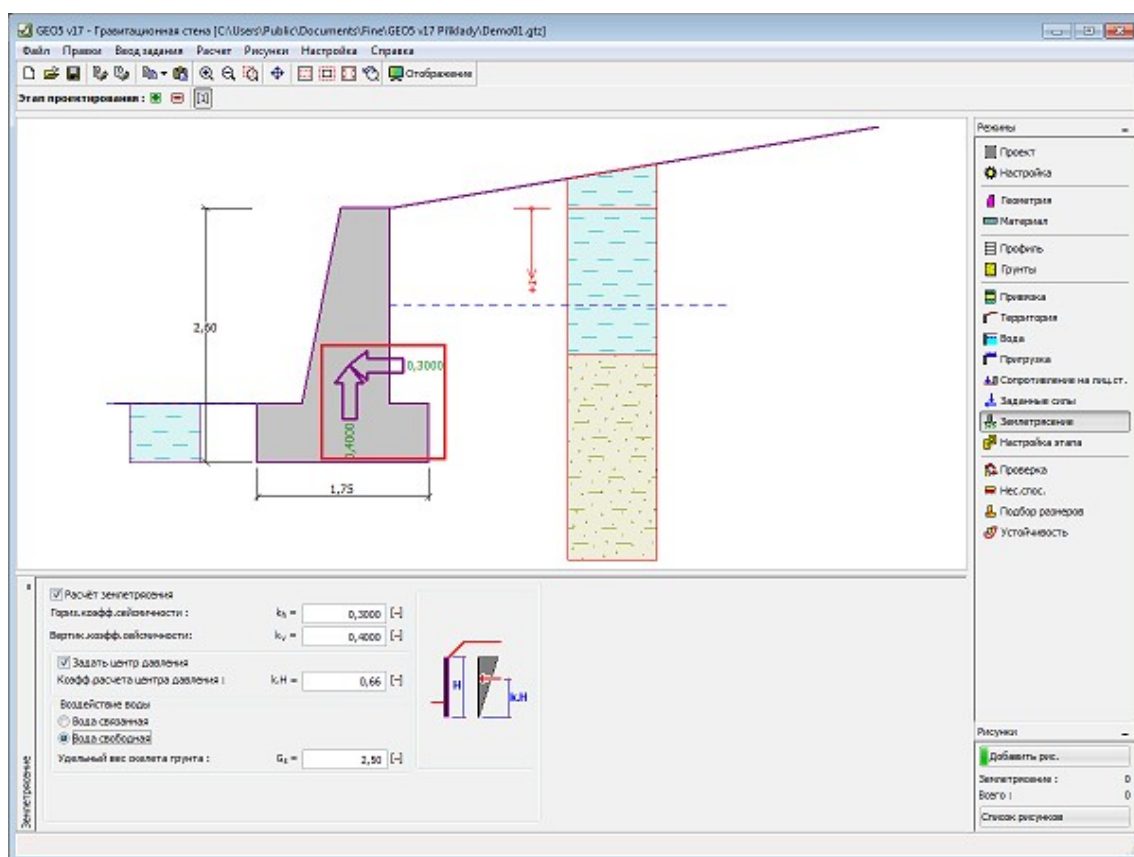 GEO5 v17 - Гравитационная стена [C:\Users\Public\Documents\Fine\GEO5 v17 Příklady\Demo01.gtz]
Файл Правки Ввод задания Расчет Рисунки Настройка Справка
Отображение
Этап проектирования : [1]
2,60
1,75
+z
0,3000
0,4000
Режимы
Проект
Настройка
Геометрия
Материал
Профиль
Грунты
Привязка
Территория
Вода
Пригрузка
Сопротивление на лиц.ст.
Заданные силы
Землетрясение
Настройка этапа
Проверка
Нес.спос.
Подбор размеров
Устойчивость
Землетрясение
Расчёт землетрясения
Гориз.коэфф.сейсмичности : kh = 0,3000 [–]
Вертик.коэфф.сейсмичности: kv = 0,4000 [–]
Задать центр давления
Коэфф.расчета центра давления : k.H = 0,66 [–]
Воздействие воды
Вода связанная
Вода свободная
Удельный вес скелета грунта : Gs = 2,50 [–]
H
k.H
Рисунки
Добавить рис.
Землетрясение : 0
Всего : 0
Список рисунков